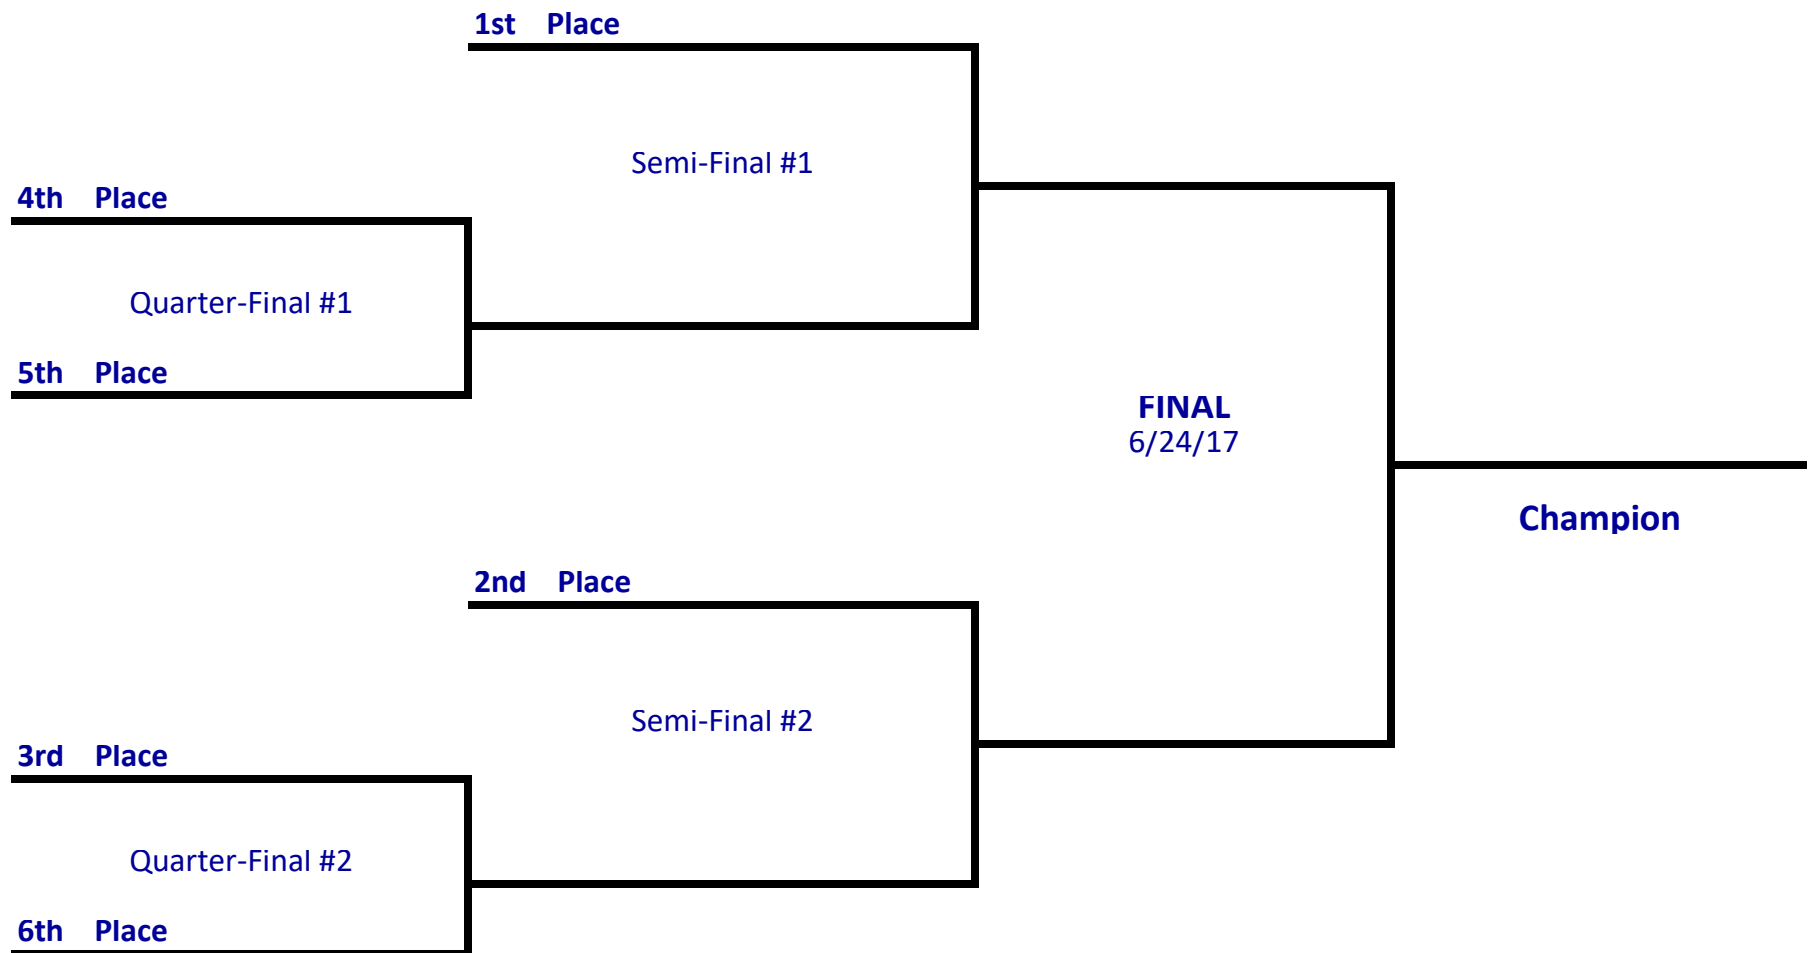 1st Place
Semi-Final #1
4th Place
Quarter-Final #1
5th Place
FINAL
6/24/17
Champion
2nd Place
Semi-Final #2
3rd Place
Quarter-Final #2
6th Place